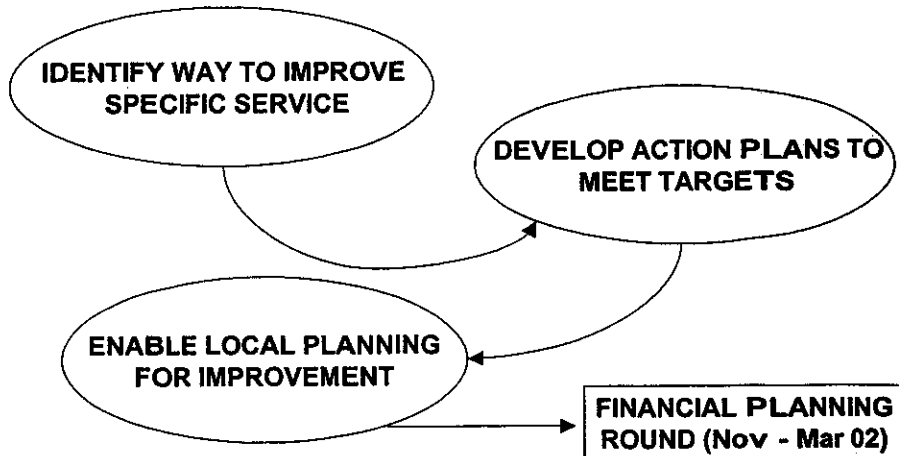 IDENTIFY WAY TO IMPROVE
SPECIFIC SERVICE
DEVELOP ACTION PLANS TO
MEET TARGETS
ENABLE LOCAL PLANNING
FOR IMPROVEMENT
FINANCIAL PLANNING
ROUND (Nov - Mar 02)